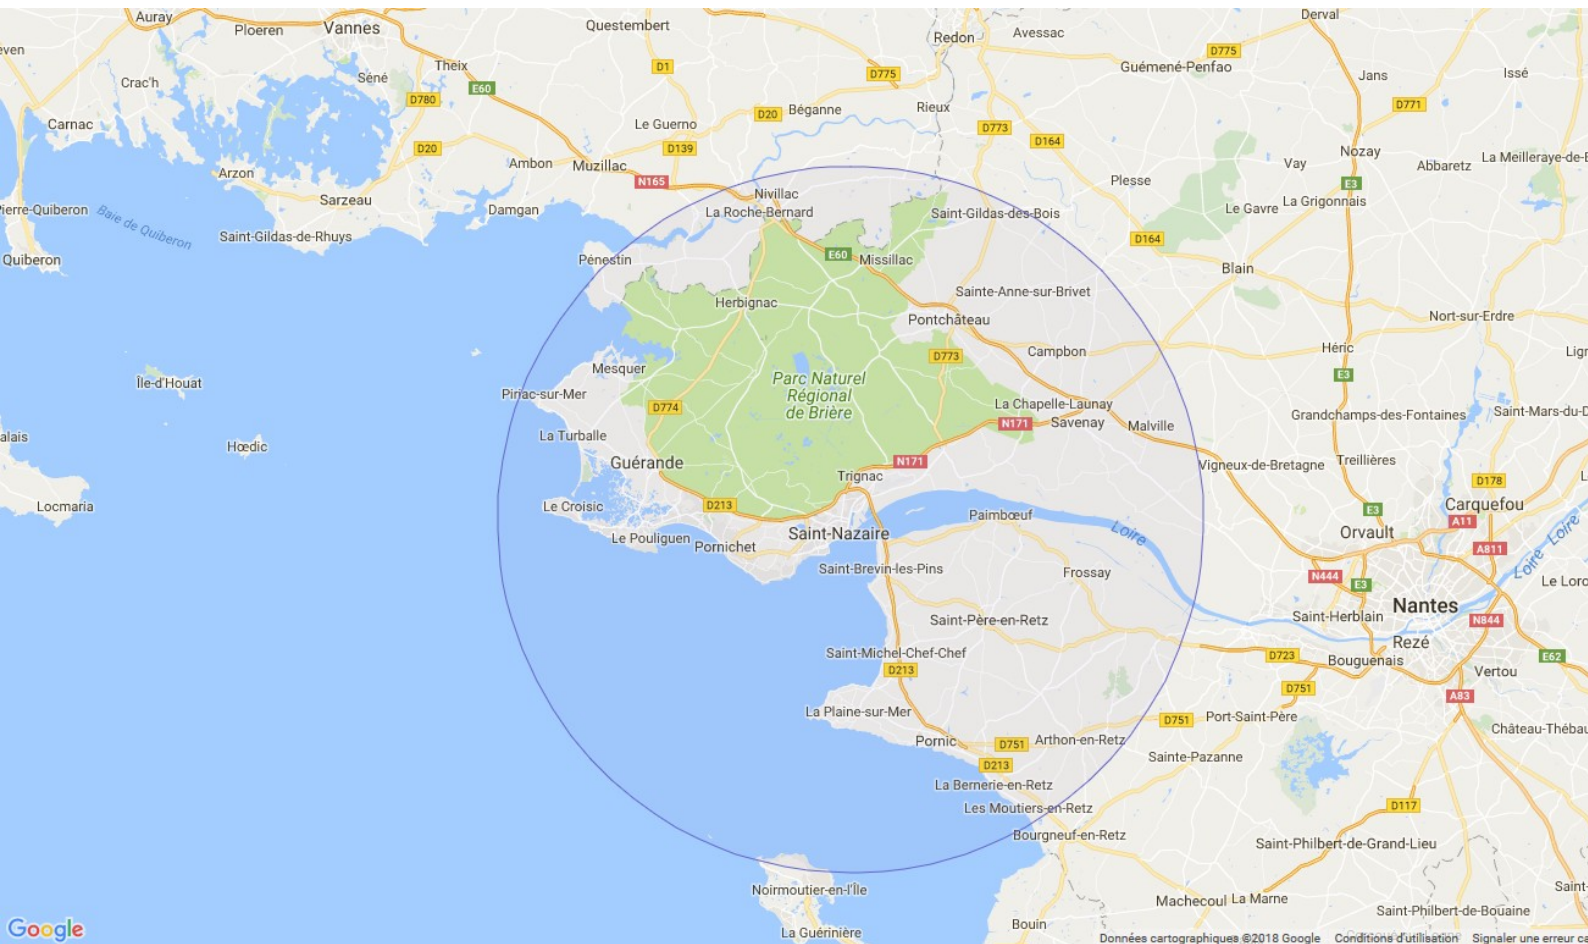 Auray
Ploeren
Vannes
Questembert
Redon
Avessac
Derval
Crac'h
Séné
Theix
E60
D1
D775
D775
Guémené-Penfao
Jans
Issé
D780
D20
Béganne
Rieux
D771
Carnac
Le Guerno
D773
D20
D139
D164
Nozay
Abbaretz
Ambon
Muzillac
Vay
Arzon
N165
Plesse
E3
Sarzeau
Nivillac
Le Gavre
La Grigonnais
Baie de Quiberon
Damgan
La Roche-Bernard
Saint-Gildas-des-Bois
Saint-Gildas-de-Rhuys
D164
Quiberon
Pénestin
E60
Missillac
Blain
Sainte-Anne-sur-Brivet
Herbignac
Pontchâteau
Nort-sur-Erdre
Héric
D773
Campbon
Mesquer
Île-d'Houat
Parc Naturel
Régional
de Brière
E3
Piriac-sur-Mer
D774
La Chapelle-Launay
Grandchamps-des-Fontaines
N171
Savenay
Malville
La Turballe
Hœdic
Guérande
N171
Vigneux-de-Bretagne
Treillières
Trignac
D178
Locmaria
Le Croisic
D213
Carquefou
E3
Paimbœuf
A11
Saint-Nazaire
Loire
Orvault
Le Pouliguen
Pornichet
A811
Loire
Loire
Saint-Brevin-les-Pins
Frossay
N444
E3
Nantes
Saint-Herblain
Saint-Père-en-Retz
N844
Rezé
Saint-Michel-Chef-Chef
D723
Bouguenais
E62
D213
Vertou
D751
A83
La Plaine-sur-Mer
D751
Port-Saint-Père
Pornic
D751
Arthon-en-Retz
D213
Sainte-Pazanne
La Bernerie-en-Retz
Les Moutiers-en-Retz
D117
Bourgneuf-en-Retz
Saint-Philbert-de-Grand-Lieu
Noirmoutier-en-l'Île
Machecoul
La Marne
Saint-Philbert-de-Bouaine
Bouin
La Guérinière
Google
Données cartographiques ©2018 Google Conditions d'utilisation Signaler une erreur ca